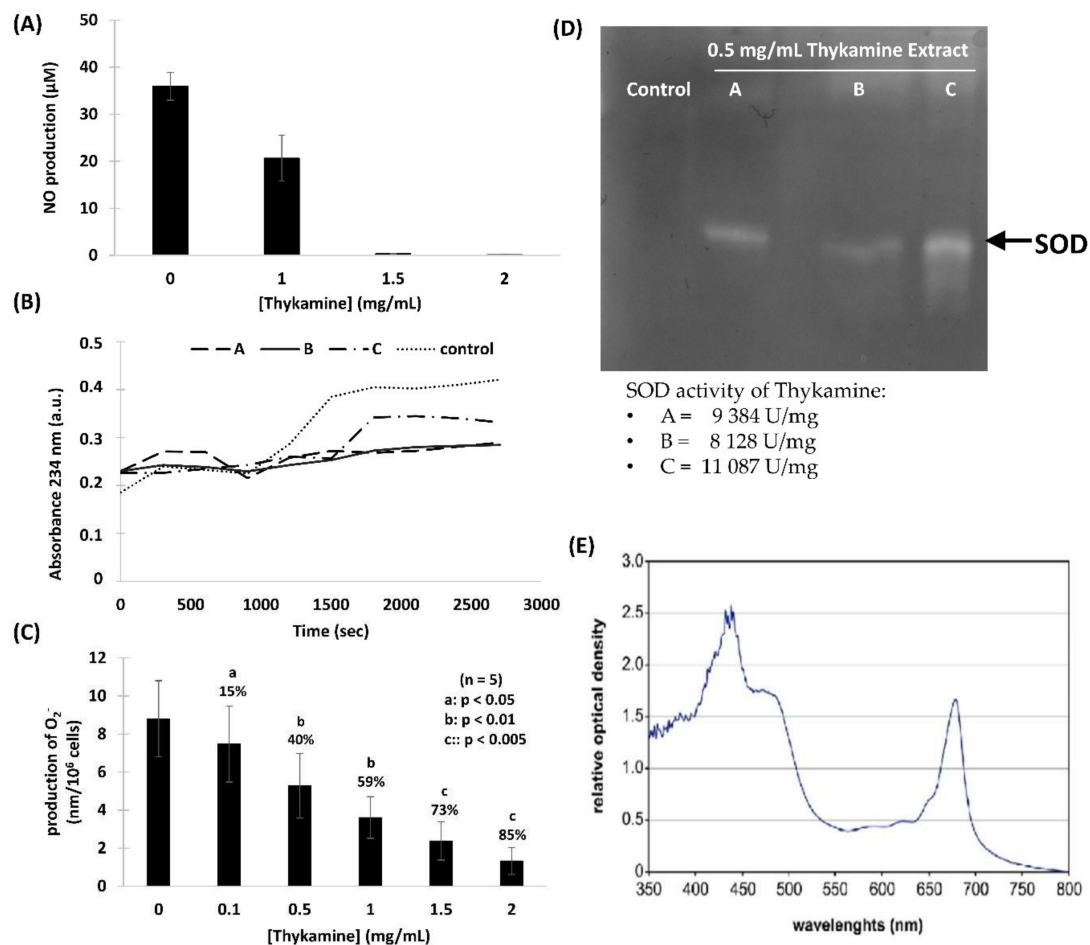 (A)
50
40
30
20
10
0
NO production (µM)
0 1 1.5 2
[Thykamine] (mg/mL)
(B)
0.5
0.4
0.3
0.2
0.1
0
Absorbance 234 nm (a.u.)
A B C control
0 500 1000 1500 2000 2500 3000
Time (sec)
(C)
12
10
8
6
4
2
0
production of O2-
(nm/10⁶ cells)
a
15%
b
40%
b
59%
c
73%
c
85%
(n = 5)
a: p < 0.05
b: p < 0.01
c:: p < 0.005
0 0.1 0.5 1 1.5 2
[Thykamine] (mg/mL)
(D)
0.5 mg/mL Thykamine Extract
Control A B C
SOD
SOD activity of Thykamine:
• A = 9 384 U/mg
• B = 8 128 U/mg
• C = 11 087 U/mg
(E)
3.0
2.5
2.0
1.5
1.0
0.5
0
relative optical density
350 400 450 500 550 600 650 700 750 800
wavelenghts (nm)